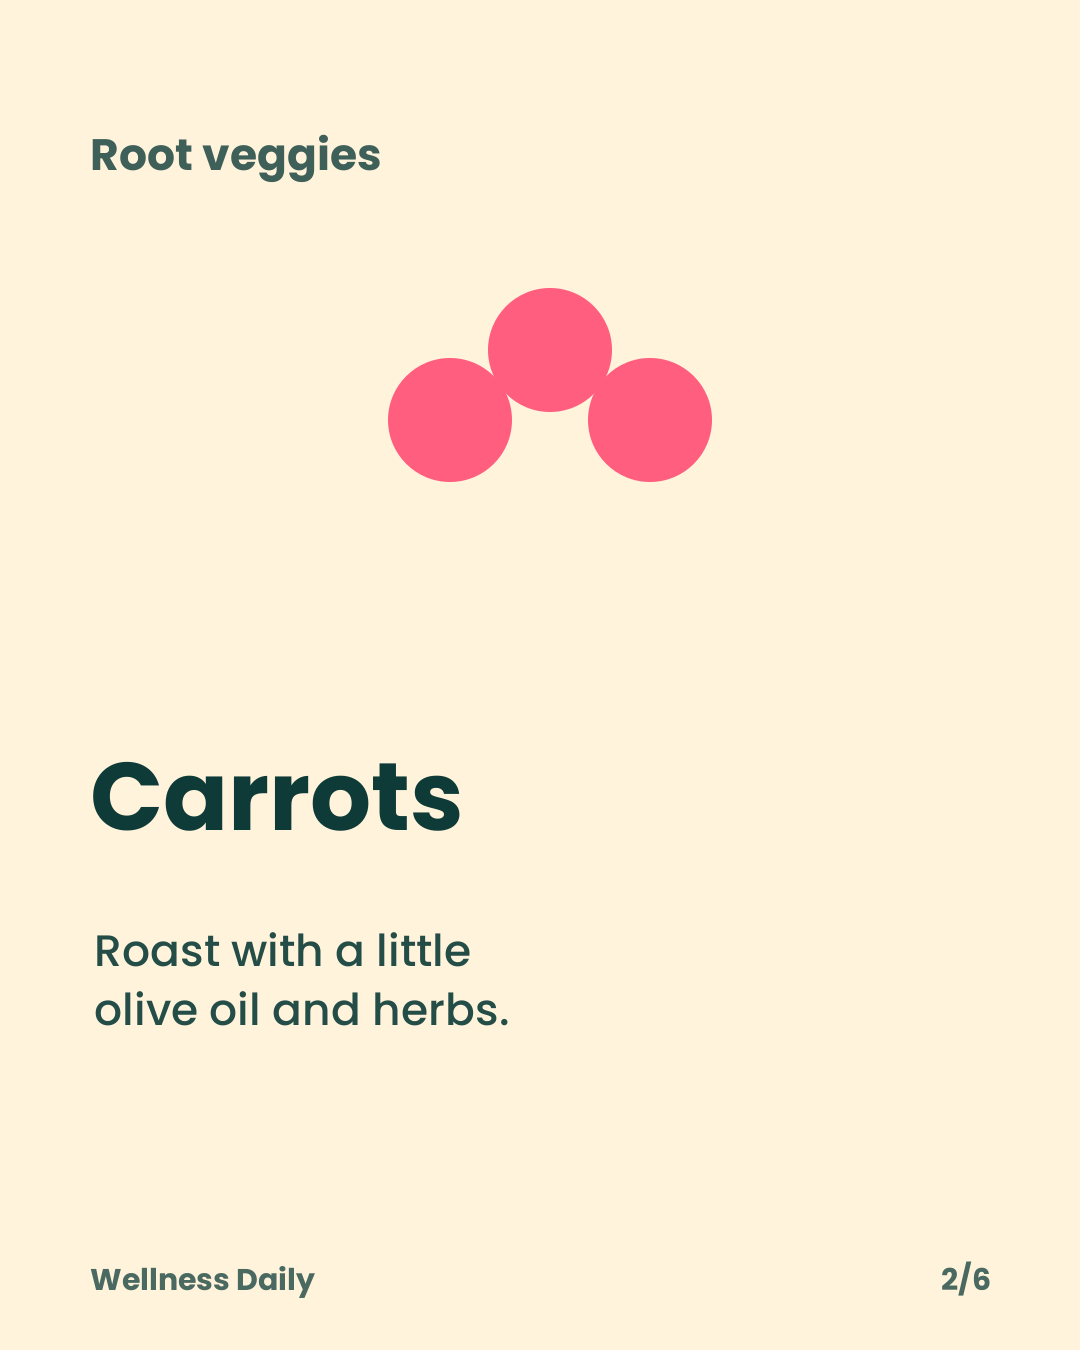 Root veggies
Carrots
Roast with a little
olive oil and herbs.
Wellness Daily
2/6